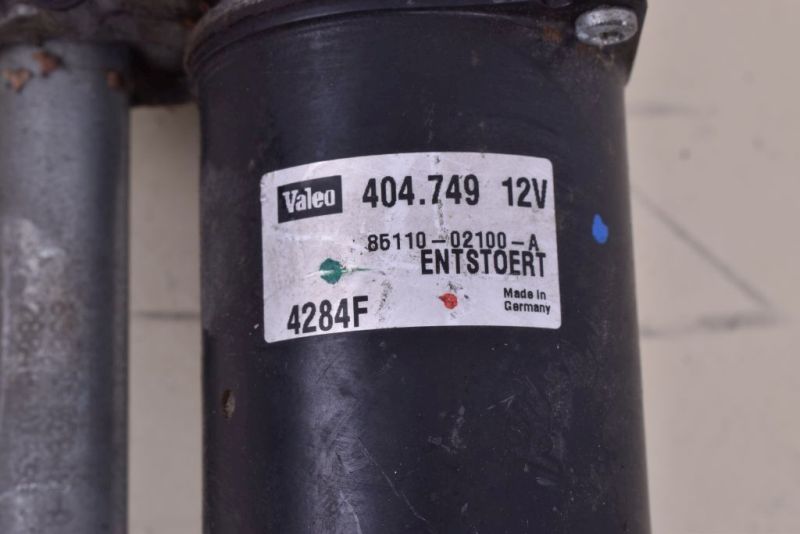 Valeo 404.749 12V
85110-02100-A
ENTSTOERT
4284F
Made in
Germany